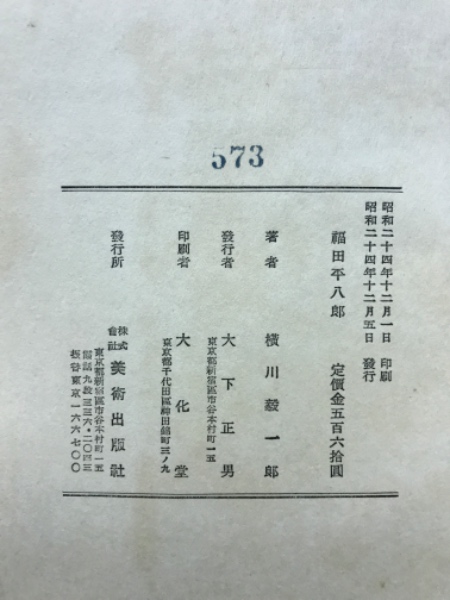 573
昭和二十四年十二月一日 印刷
昭和二十四年十二月五日 發行
福田平八郎 定價金五百六拾圓
著者 橫川毅一郎
發行者 大下正男
東京都新宿區市谷本村町一五
印刷者 大化堂
東京都千代田區神田錦町三ノ九
發行所 株式會社 美術出版社
東京都新宿區市谷本村町一五
電話九段三三六・二〇四三
振替東京一六六七〇〇